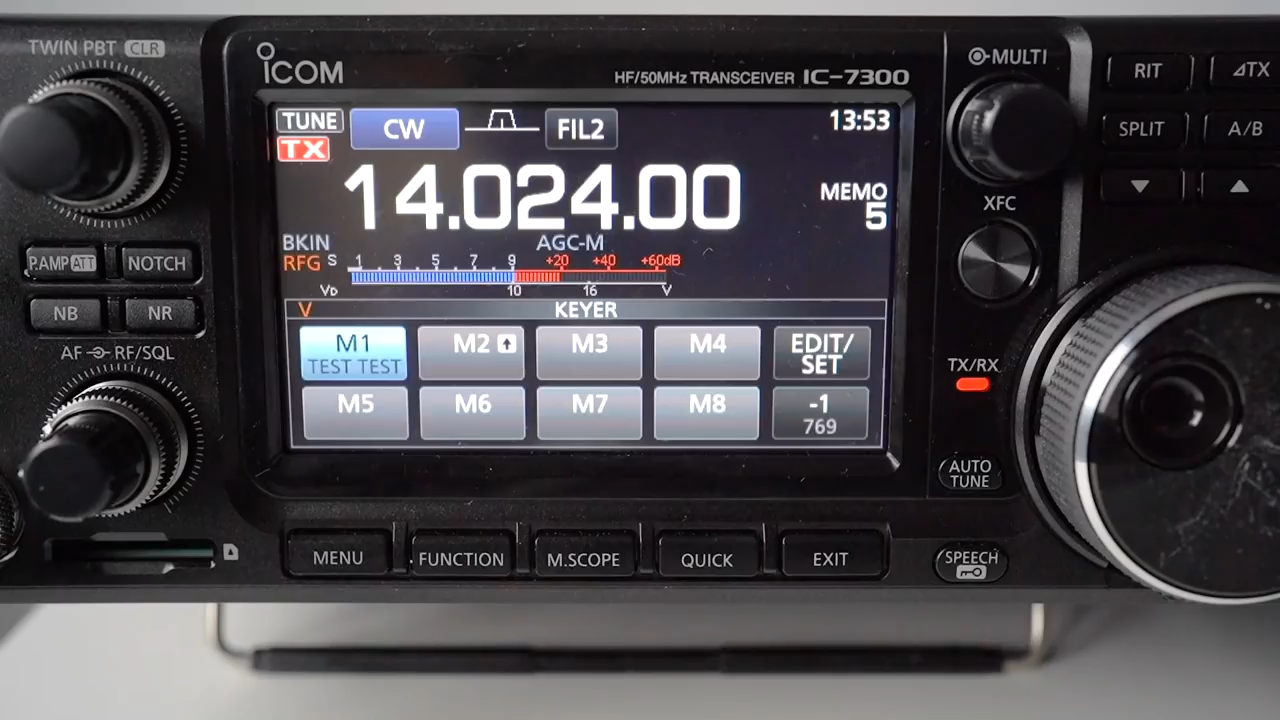 TWIN PBT CLR
ICOM
HF/50MHz TRANSCEIVER IC-7300
MULTI
RIT
⊿TX
TUNE
CW
FIL2
13:53
TX
SPLIT
A/B
14.024.00
MEMO
5
XFC
BKIN
AGC-M
P.AMP ATT
NOTCH
RFG
S 1 3 5 7 9 +20 +40 +60dB
VD 10 16 V
NB
NR
V
KEYER
AF RF/SQL
M1
TEST TEST
M2
M3
M4
EDIT/
SET
TX/RX
M5
M6
M7
M8
-1
769
AUTO
TUNE
MENU
FUNCTION
M.SCOPE
QUICK
EXIT
SPEECH